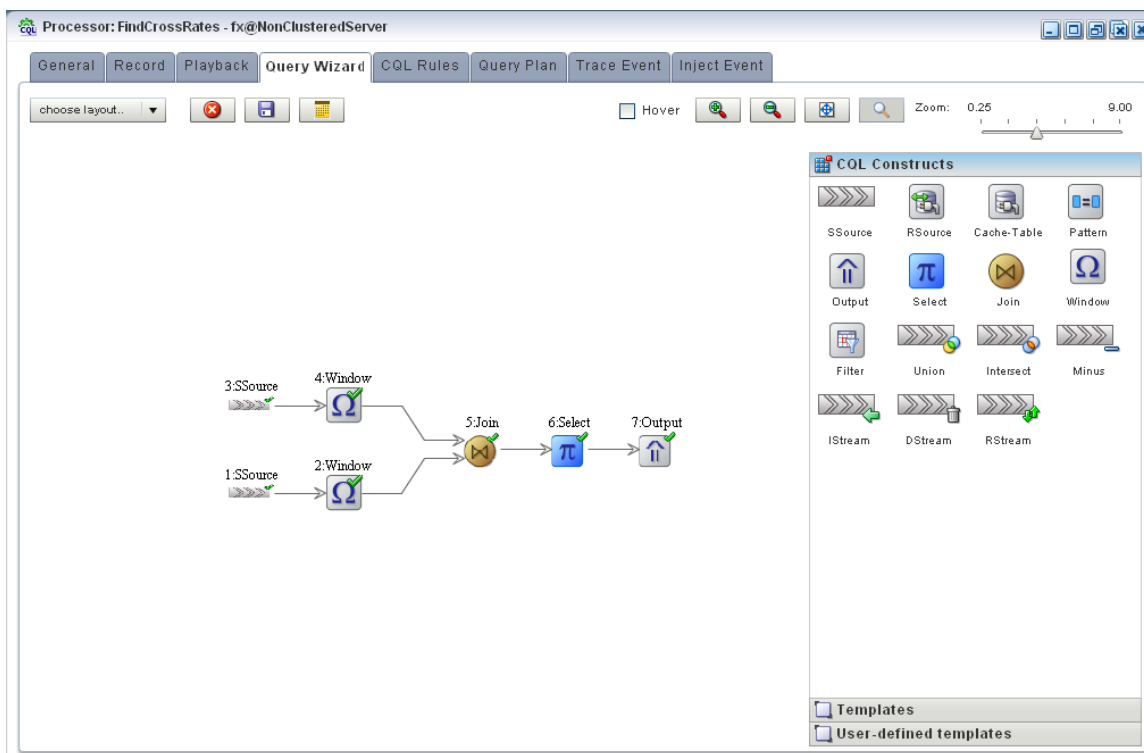 Processor: FindCrossRates - fx@NonClusteredServer
General Record Playback Query Wizard CQL Rules Query Plan Trace Event Inject Event
choose layout.. Hover Zoom: 0.25 9.00
CQL Constructs
SSource RSource Cache-Table Pattern
Output Select Join Window
Filter Union Intersect Minus
IStream DStream RStream
3:SSource 4:Window
5:Join 6:Select 7:Output
1:SSource 2:Window
Templates
User-defined templates